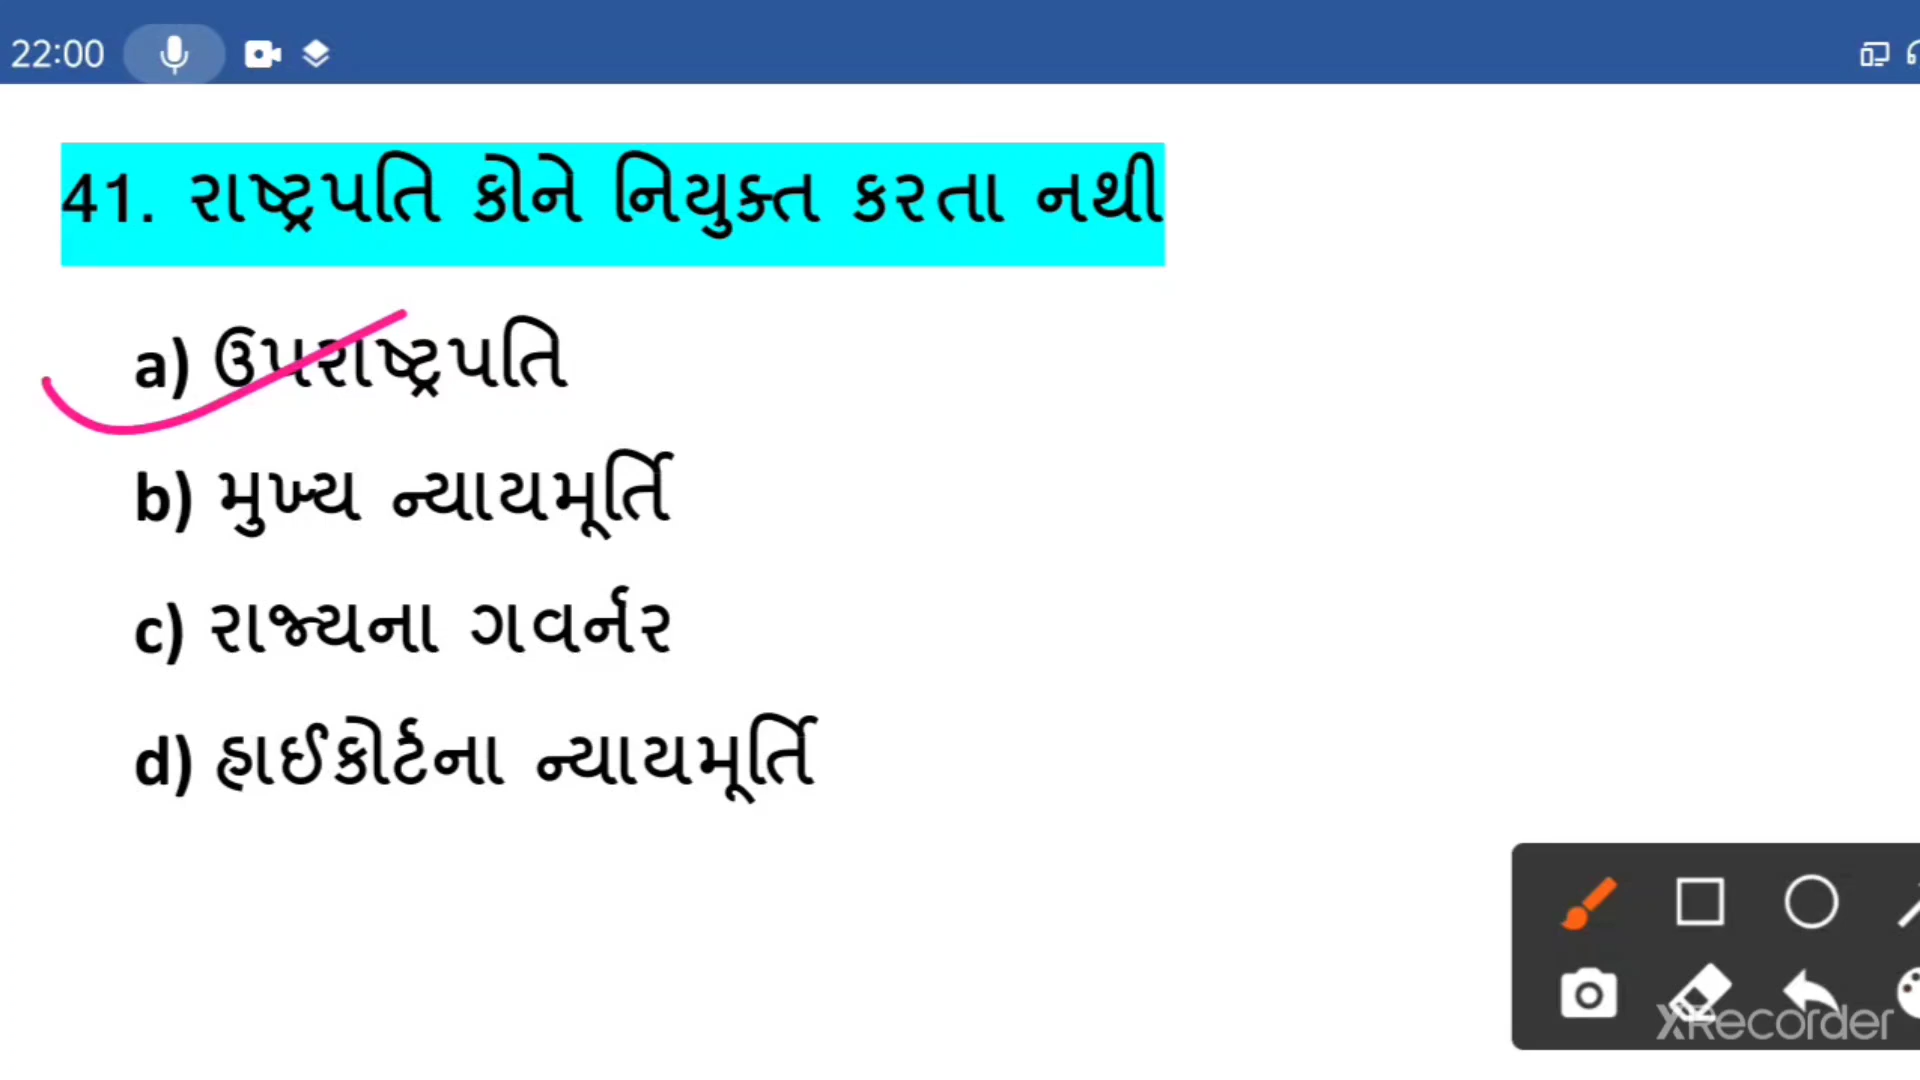 22:00
41. રાષ્ટ્રપતિ કોને નિયુક્ત કરતા નથી
a) ઉપરાષ્ટ્રપતિ
b) મુખ્ય ન્યાયમૂર્તિ
c) રાજ્યના ગવર્નર
d) હાઈકોર્ટના ન્યાયમૂર્તિ
XRecorder